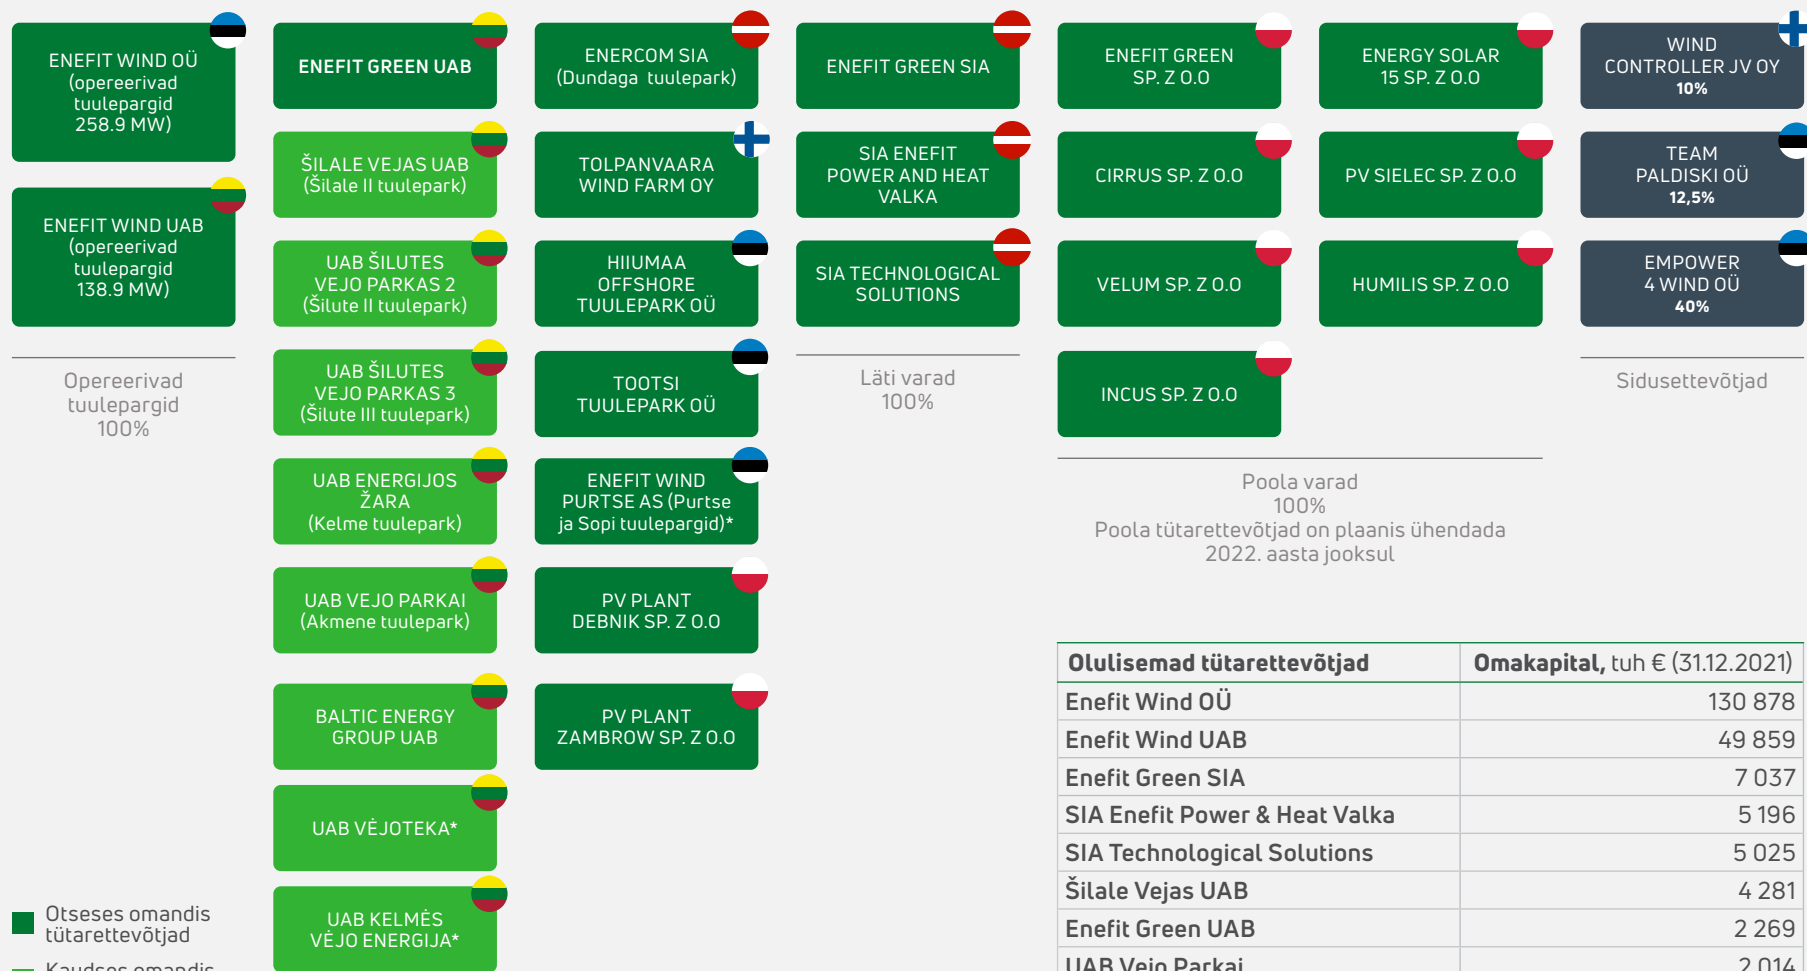 ENEFIT WIND OÜ
(opereerivad
tuulepargid
258.9 MW)
ENEFIT WIND UAB
(opereerivad
tuulepargid
138.9 MW)
Opereerivad
tuulepargid
100%
ENEFIT GREEN UAB
ŠILALE VEJAS UAB
(Šilale II tuulepark)
UAB ŠILUTES
VEJO PARKAS 2
(Šilute II tuulepark)
UAB ŠILUTES
VEJO PARKAS 3
(Šilute III tuulepark)
UAB ENERGIJOS
ŽARA
(Kelme tuulepark)
UAB VEJO PARKAI
(Akmene tuulepark)
BALTIC ENERGY
GROUP UAB
UAB VĖJOTEKA*
UAB KELMĖS
VĖJO ENERGIJA*
ENERCOM SIA
(Dundaga tuulepark)
TOLPANVAARA
WIND FARM OY
HIIUMAA
OFFSHORE
TUULEPARK OÜ
TOOTSI
TUULEPARK OÜ
ENEFIT WIND
PURTSE AS (Purtse
ja Sopi tuulepargid)*
PV PLANT
DEBNIK SP. Z O.O
PV PLANT
ZAMBROW SP. Z O.O
ENEFIT GREEN SIA
SIA ENEFIT
POWER AND HEAT
VALKA
SIA TECHNOLOGICAL
SOLUTIONS
Läti varad
100%
ENEFIT GREEN
SP. Z O.O
CIRRUS SP. Z O.O
VELUM SP. Z O.O
INCUS SP. Z O.O
ENERGY SOLAR
15 SP. Z O.O
PV SIELEC SP. Z O.O
HUMILIS SP. Z O.O
Poola varad
100%
Poola tütarettevõtjad on plaanis ühendada
2022. aasta jooksul
WIND
CONTROLLER JV OY
10%
TEAM
PALDISKI OÜ
12,5%
EMPOWER
4 WIND OÜ
40%
Sidusettevõtjad
Olulisemad tütarettevõtjad Omakapital, tuh € (31.12.2021)
Enefit Wind OÜ 130 878
Enefit Wind UAB 49 859
Enefit Green SIA 7 037
SIA Enefit Power & Heat Valka 5 196
SIA Technological Solutions 5 025
Šilale Vejas UAB 4 281
Enefit Green UAB 2 269
UAB Vejo Parkai 2 014
Otseses omandis
tütarettevõtjad
Kaudses omandis